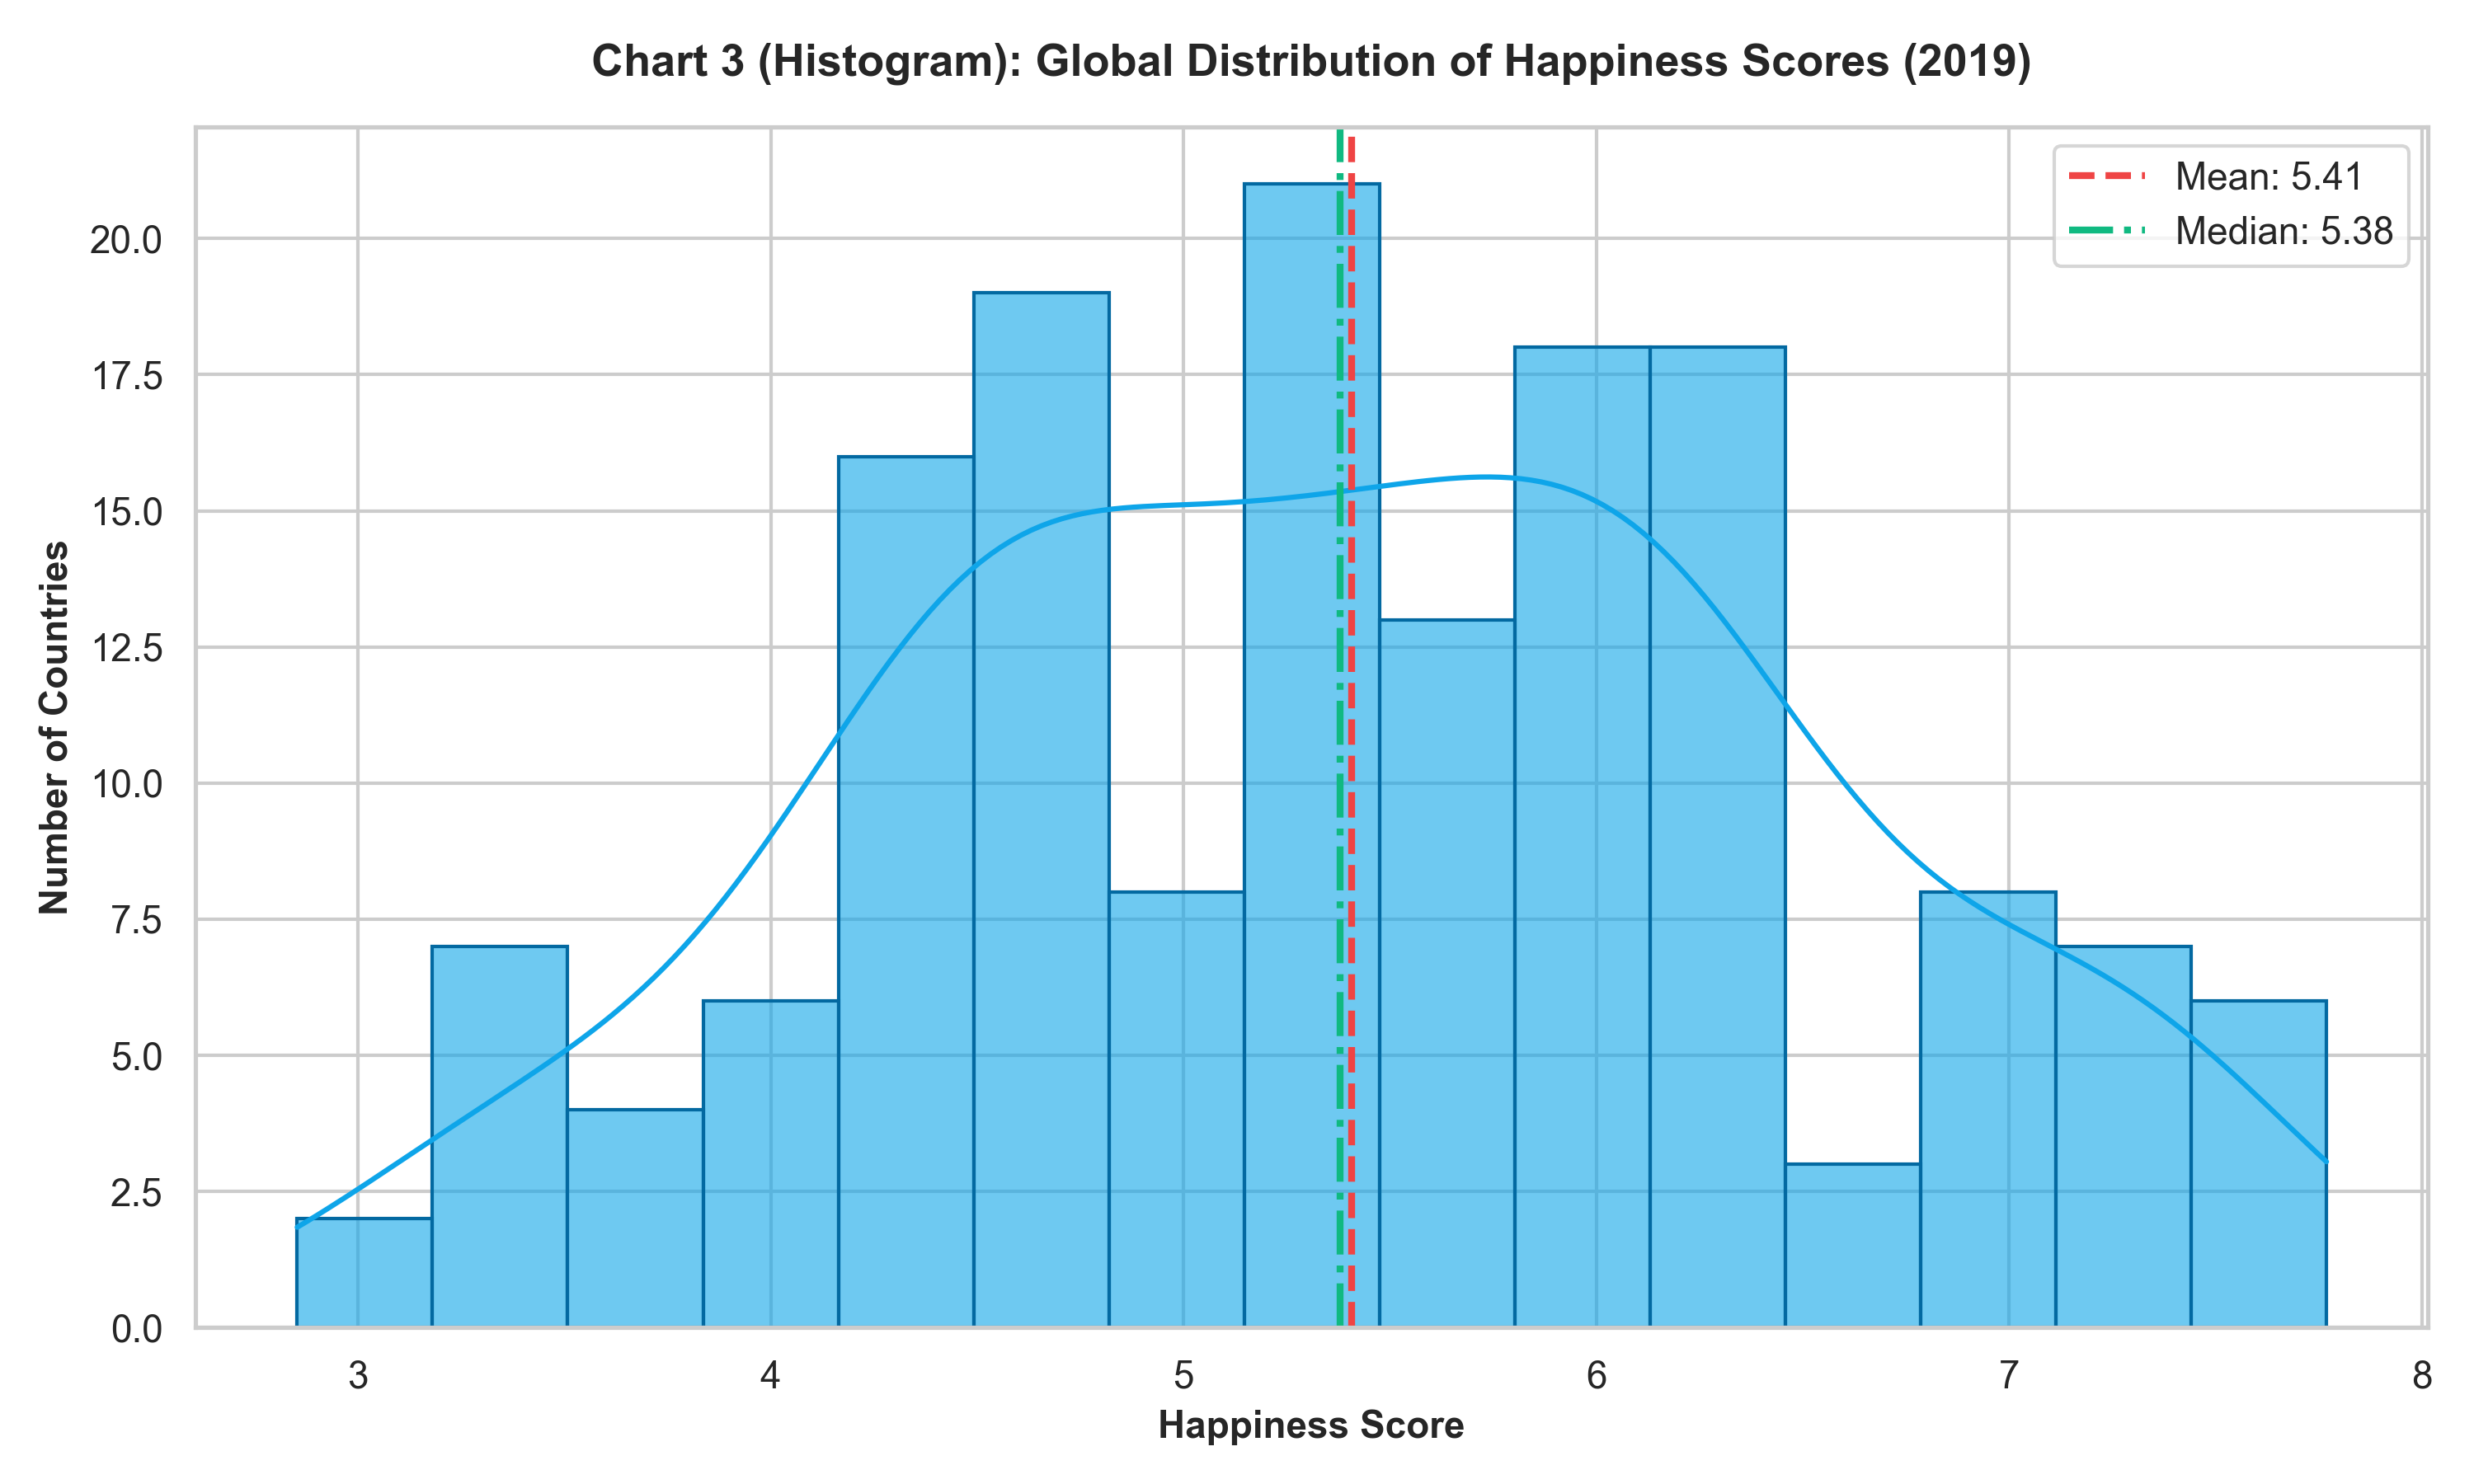 Chart 3 (Histogram): Global Distribution of Happiness Scores (2019)
Mean: 5.41
Median: 5.38
20.0
17.5
15.0
12.5
10.0
7.5
5.0
2.5
0.0
Number of Countries
3 4 5 6 7 8
Happiness Score